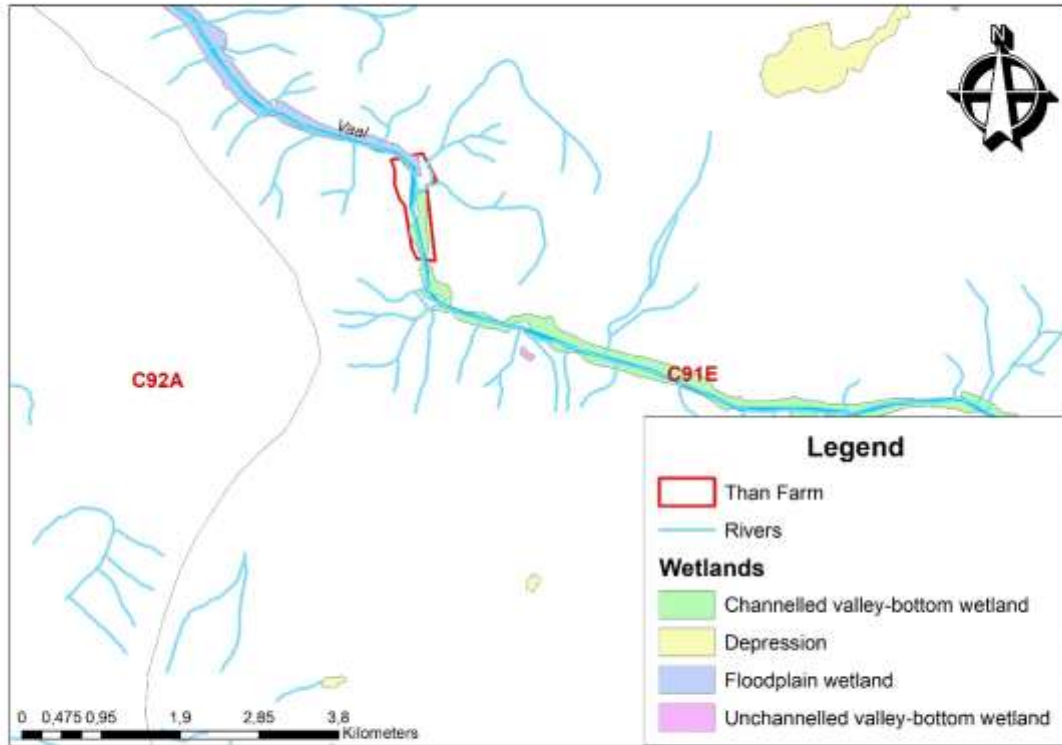 N
Vaal
C92A
C91E
Legend
Than Farm
Rivers
Wetlands
Channelled valley-bottom wetland
Depression
Floodplain wetland
Unchannelled valley-bottom wetland
0 0,475 0,95 1,9 2,85 3,8
Kilometers